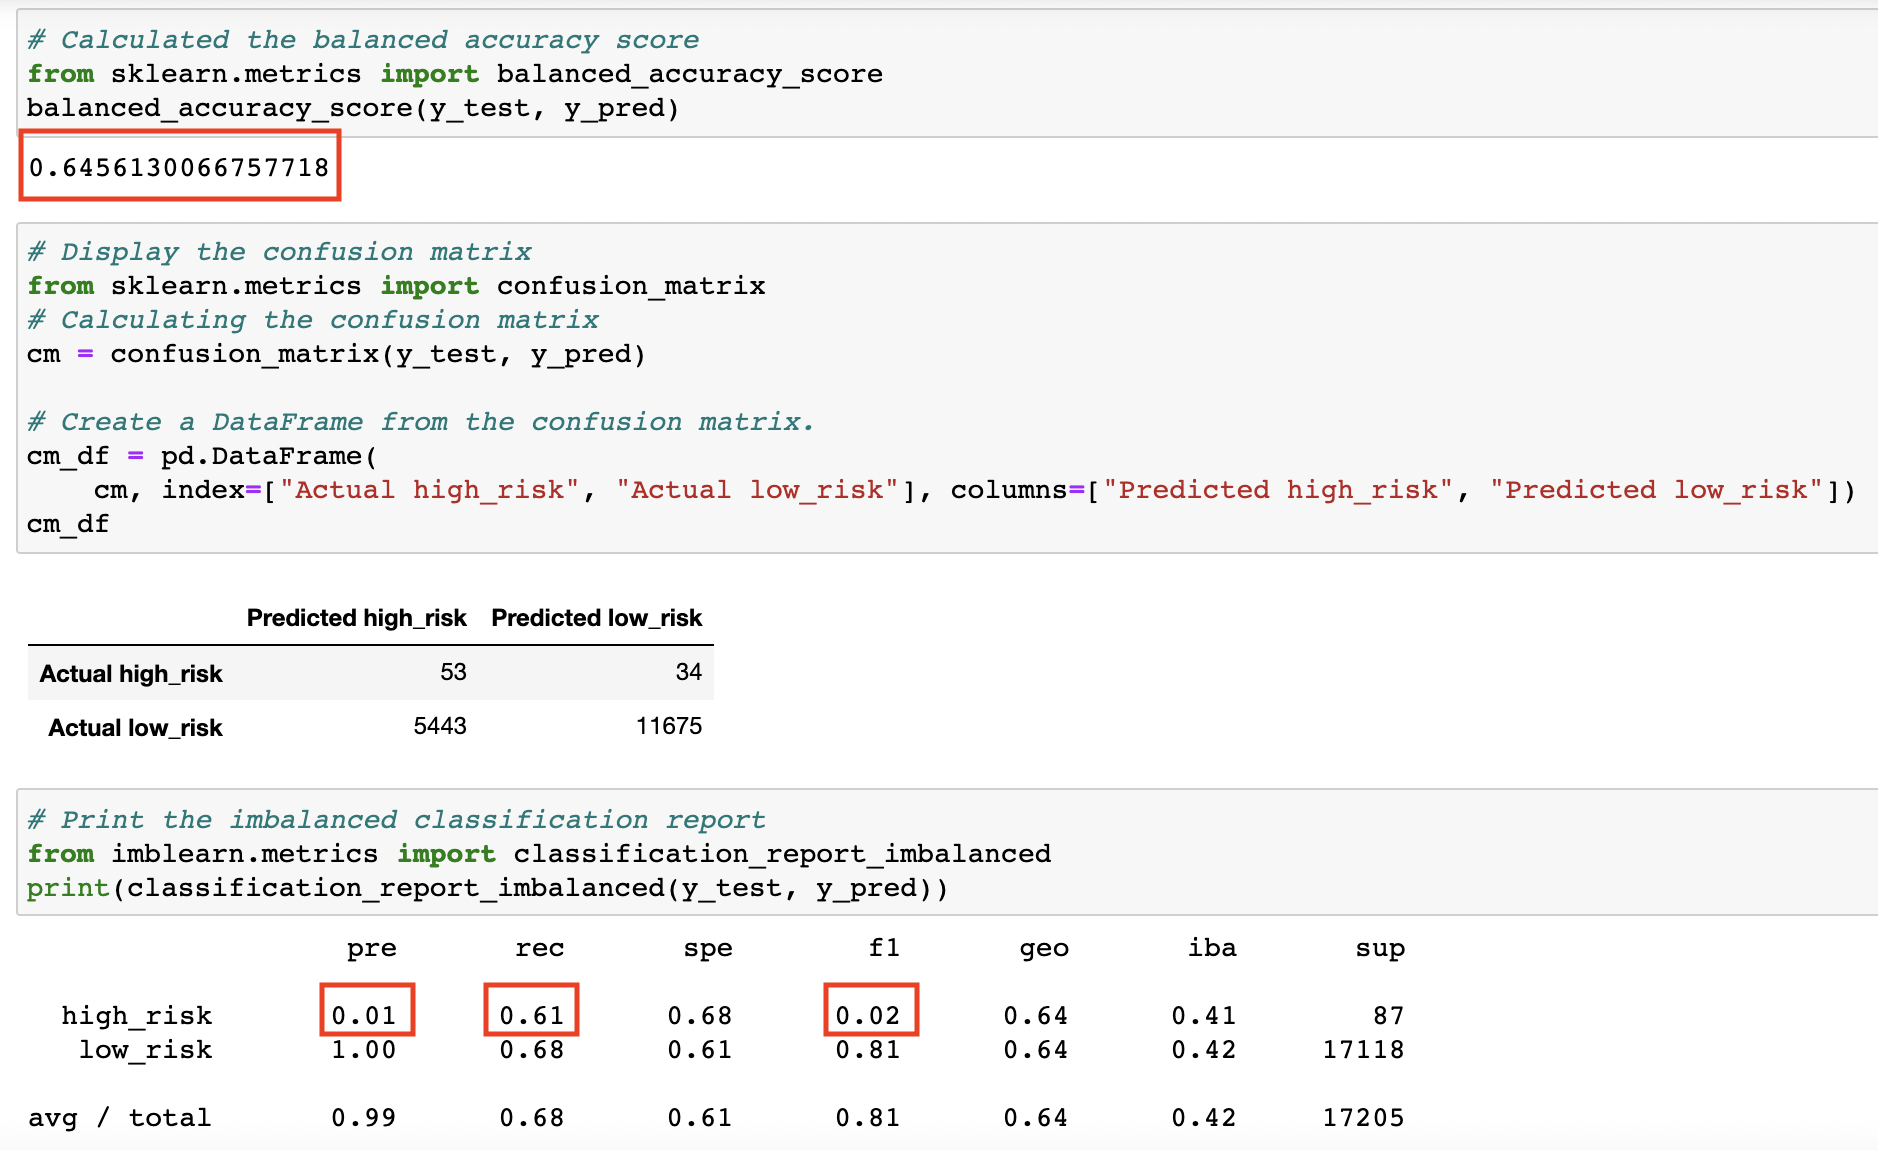 # Calculated the balanced accuracy score
from sklearn.metrics import balanced_accuracy_score
balanced_accuracy_score(y_test, y_pred)
0.6456130066757718
# Display the confusion matrix
from sklearn.metrics import confusion_matrix
# Calculating the confusion matrix
cm = confusion_matrix(y_test, y_pred)
# Create a DataFrame from the confusion matrix.
cm_df = pd.DataFrame(
    cm, index=["Actual high_risk", "Actual low_risk"], columns=["Predicted high_risk", "Predicted low_risk"])
cm_df
Predicted high_risk Predicted low_risk
Actual high_risk 53 34
Actual low_risk 5443 11675
# Print the imbalanced classification report
from imblearn.metrics import classification_report_imbalanced
print(classification_report_imbalanced(y_test, y_pred))
pre rec spe f1 geo iba sup
high_risk 0.01 0.61 0.68 0.02 0.64 0.41 87
low_risk 1.00 0.68 0.61 0.81 0.64 0.42 17118
avg / total 0.99 0.68 0.61 0.81 0.64 0.42 17205